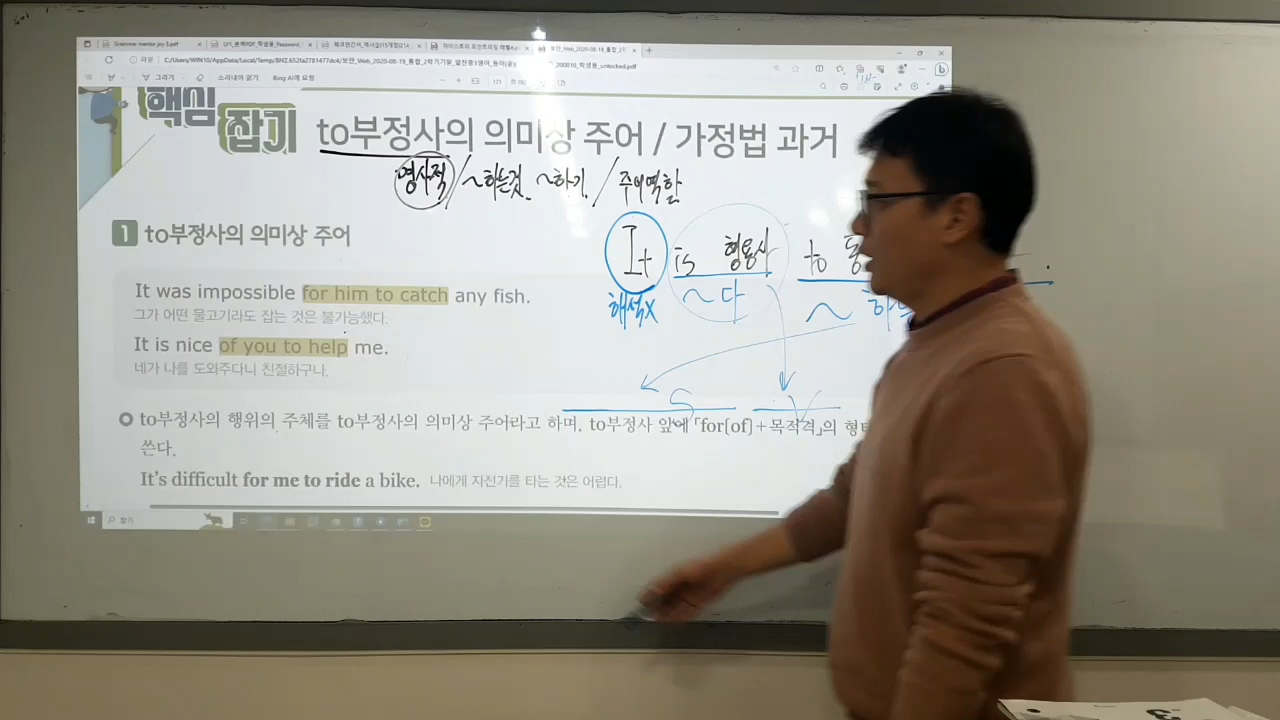 Grammar mentor joy 3.pdf
핵심
잡기
to부정사의 의미상 주어 / 가정법 과거
명사적 / ~하는것, ~하기 / 주어역할
1 to부정사의 의미상 주어
It is 형용사 to 동
해석X ~다 ~ 하는
It was impossible for him to catch any fish.
그가 어떤 물고기라도 잡는 것은 불가능했다.
It is nice of you to help me.
네가 나를 도와주다니 친절하구나.
S V
to부정사의 행위의 주체를 to부정사의 의미상 주어라고 하며, to부정사 앞에 「for[of]+목적격」의 형태
쓴다.
It's difficult for me to ride a bike. 나에게 자전거를 타는 것은 어렵다.
찾기